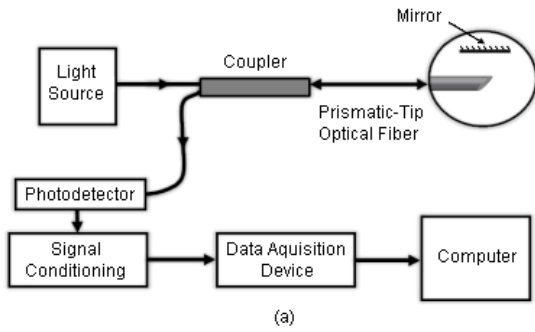 Mirror
Coupler
Light
Source
Prismatic-Tip
Optical Fiber
Photodetector
Signal
Conditioning
Data Aquisition
Device
Computer
(a)